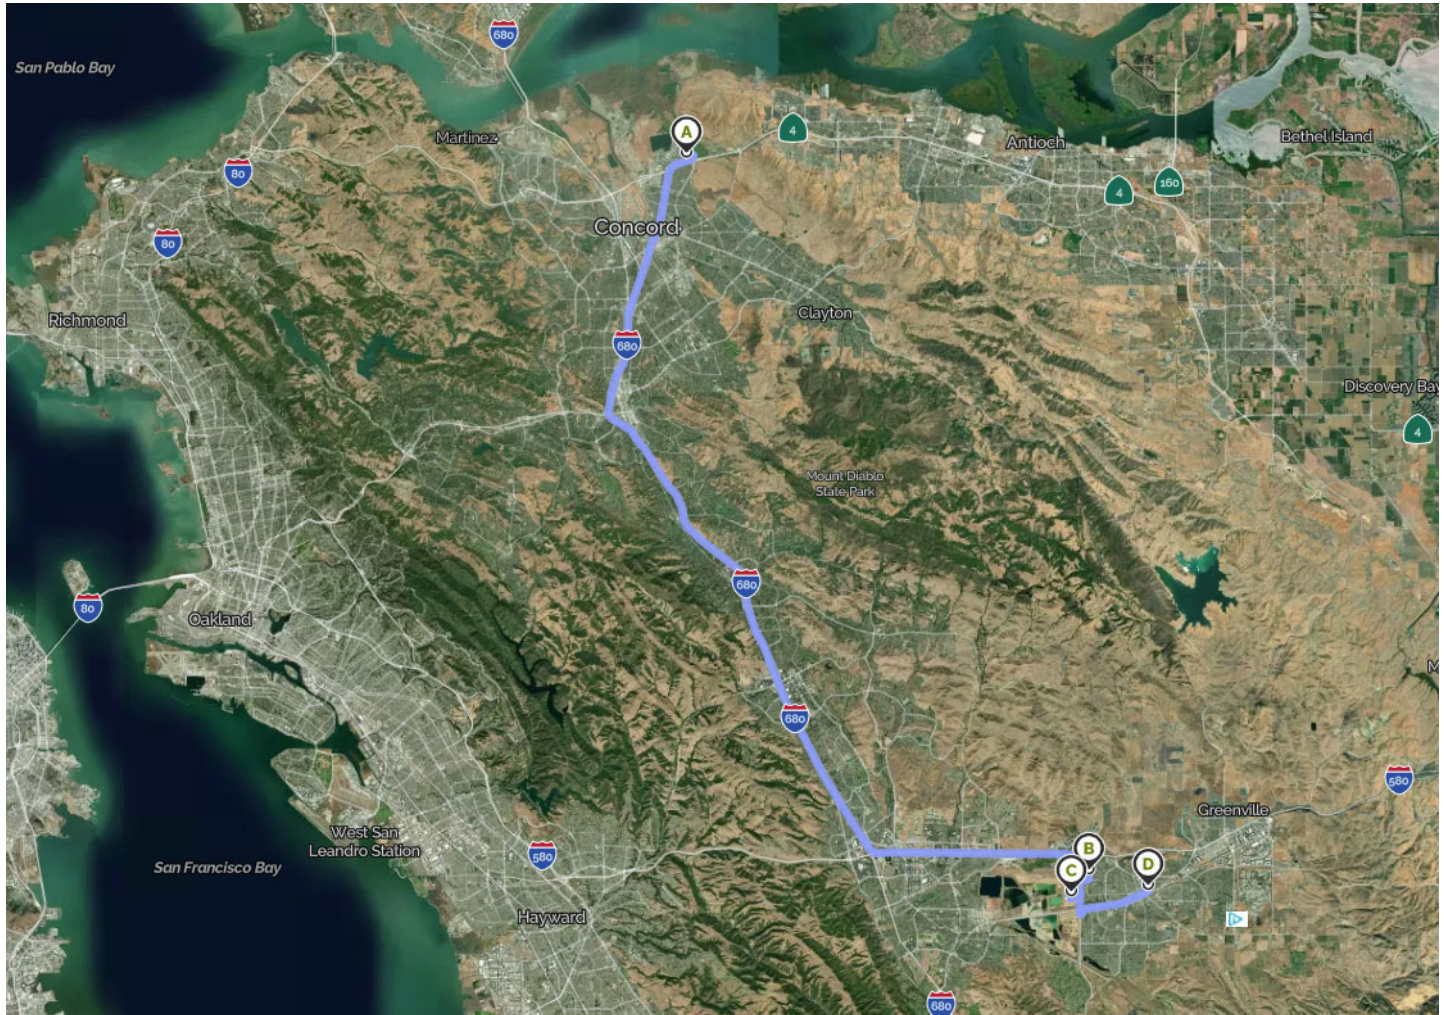 680
San Pablo Bay
A
4
Martinez
Antioch
Bethel Island
80
4
160
Concord
80
Clayton
Richmond
680
Discovery Bay
4
Mount Diablo
State Park
680
80
Oakland
M
680
580
Greenville
West San
Leandro Station
B
580
D
San Francisco Bay
C
Hayward
680